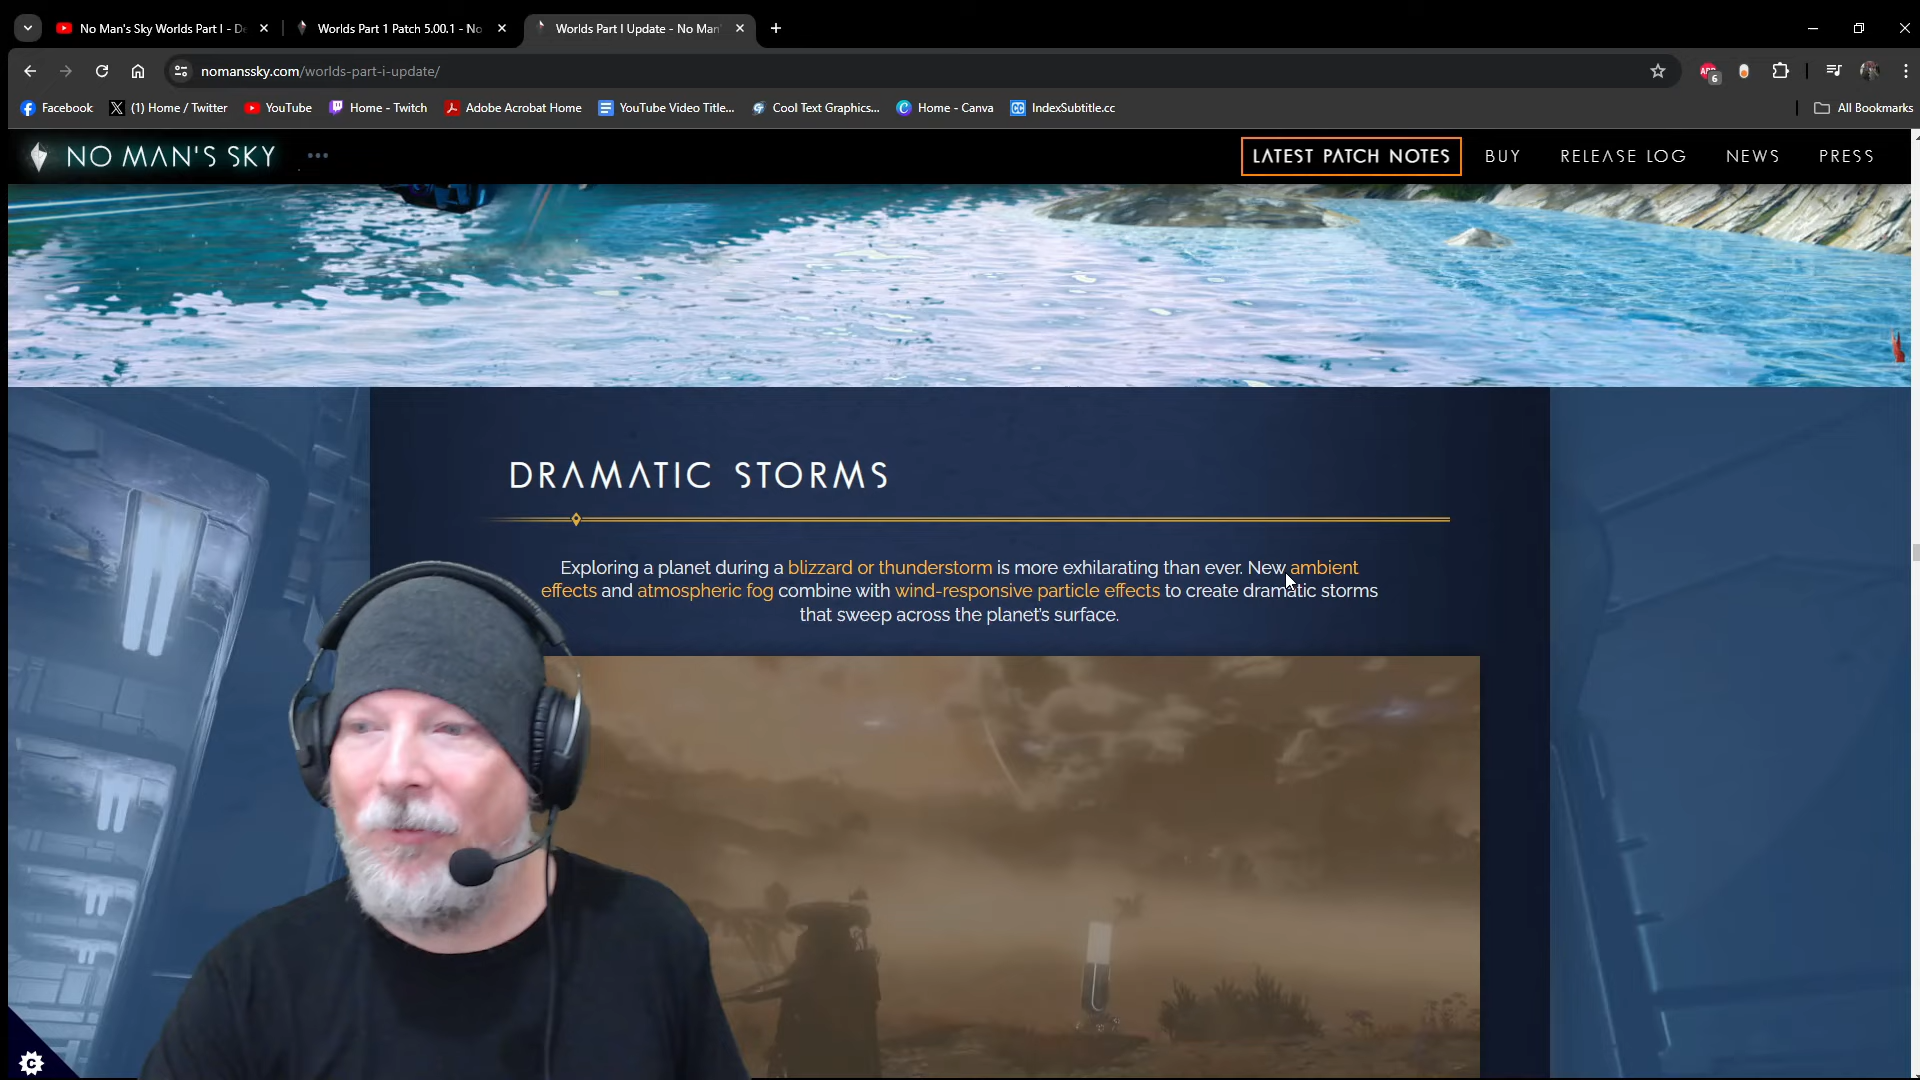 No Man's Sky Worlds Part I - De
Worlds Part 1 Patch 5.00.1 - No
Worlds Part I Update - No Man'
nomanssky.com/worlds-part-i-update/
ABP
6
Facebook
(1) Home / Twitter
YouTube
Home - Twitch
Adobe Acrobat Home
YouTube Video Title...
Cool Text Graphics...
Home - Canva
IndexSubtitle.cc
All Bookmarks
NO MAN'S SKY
LATEST PATCH NOTES
BUY
RELEASE LOG
NEWS
PRESS
DRAMATIC STORMS
Exploring a planet during a blizzard or thunderstorm is more exhilarating than ever. New ambient
effects and atmospheric fog combine with wind-responsive particle effects to create dramatic storms
that sweep across the planet's surface.